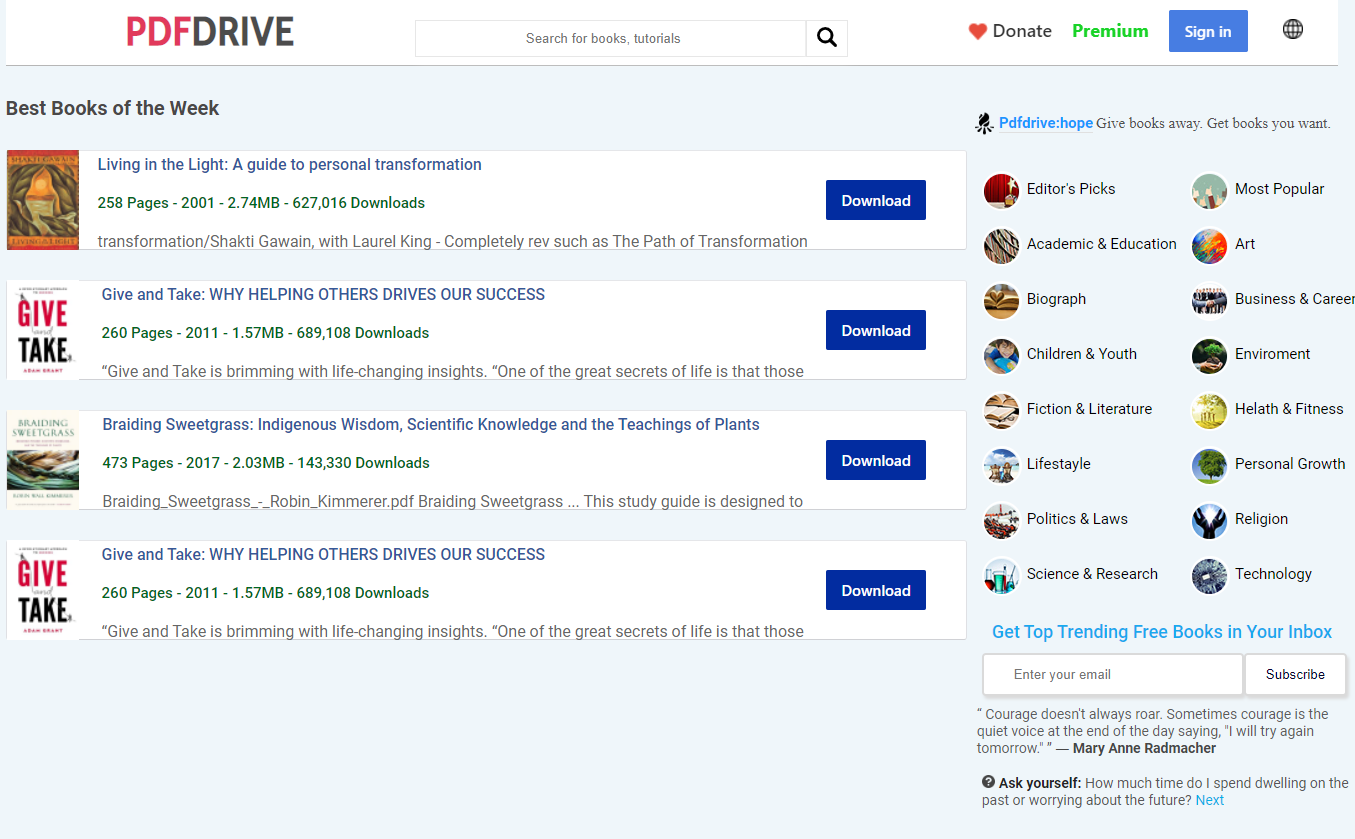 PDFDRIVE
Search for books, tutorials
Donate
Premium
Sign in
Best Books of the Week
Pdfdrive:hope Give books away. Get books you want.
SHAKTI GAWAIN
LIVING IN THE LIGHT
Living in the Light: A guide to personal transformation
258 Pages - 2001 - 2.74MB - 627,016 Downloads
transformation/Shakti Gawain, with Laurel King - Completely rev such as The Path of Transformation
Download
GIVE
and
TAKE
ADAM GRANT
Give and Take: WHY HELPING OTHERS DRIVES OUR SUCCESS
260 Pages - 2011 - 1.57MB - 689,108 Downloads
“Give and Take is brimming with life-changing insights. “One of the great secrets of life is that those
Download
BRAIDING
SWEETGRASS
ROBIN WALL KIMMERER
Braiding Sweetgrass: Indigenous Wisdom, Scientific Knowledge and the Teachings of Plants
473 Pages - 2017 - 2.03MB - 143,330 Downloads
Braiding_Sweetgrass_-_Robin_Kimmerer.pdf Braiding Sweetgrass ... This study guide is designed to
Download
GIVE
and
TAKE
ADAM GRANT
Give and Take: WHY HELPING OTHERS DRIVES OUR SUCCESS
260 Pages - 2011 - 1.57MB - 689,108 Downloads
“Give and Take is brimming with life-changing insights. “One of the great secrets of life is that those
Download
Editor's Picks
Most Popular
Academic & Education
Art
Biograph
Business & Career
Children & Youth
Enviroment
Fiction & Literature
Helath & Fitness
Lifestayle
Personal Growth
Politics & Laws
Religion
Science & Research
Technology
Get Top Trending Free Books in Your Inbox
Enter your email
Subscribe
“ Courage doesn't always roar. Sometimes courage is the
quiet voice at the end of the day saying, "I will try again
tomorrow." ” — Mary Anne Radmacher
Ask yourself: How much time do I spend dwelling on the
past or worrying about the future? Next